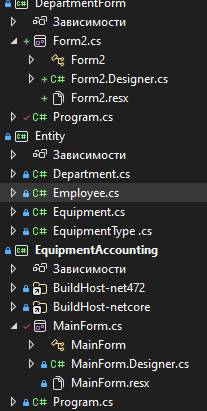 DepartmentForm
Зависимости
Form2.cs
Form2
Form2.Designer.cs
Form2.resx
Program.cs
Entity
Зависимости
Department.cs
Employee.cs
Equipment.cs
EquipmentType .cs
EquipmentAccounting
Зависимости
BuildHost-net472
BuildHost-netcore
MainForm.cs
MainForm
MainForm.Designer.cs
MainForm.resx
Program.cs